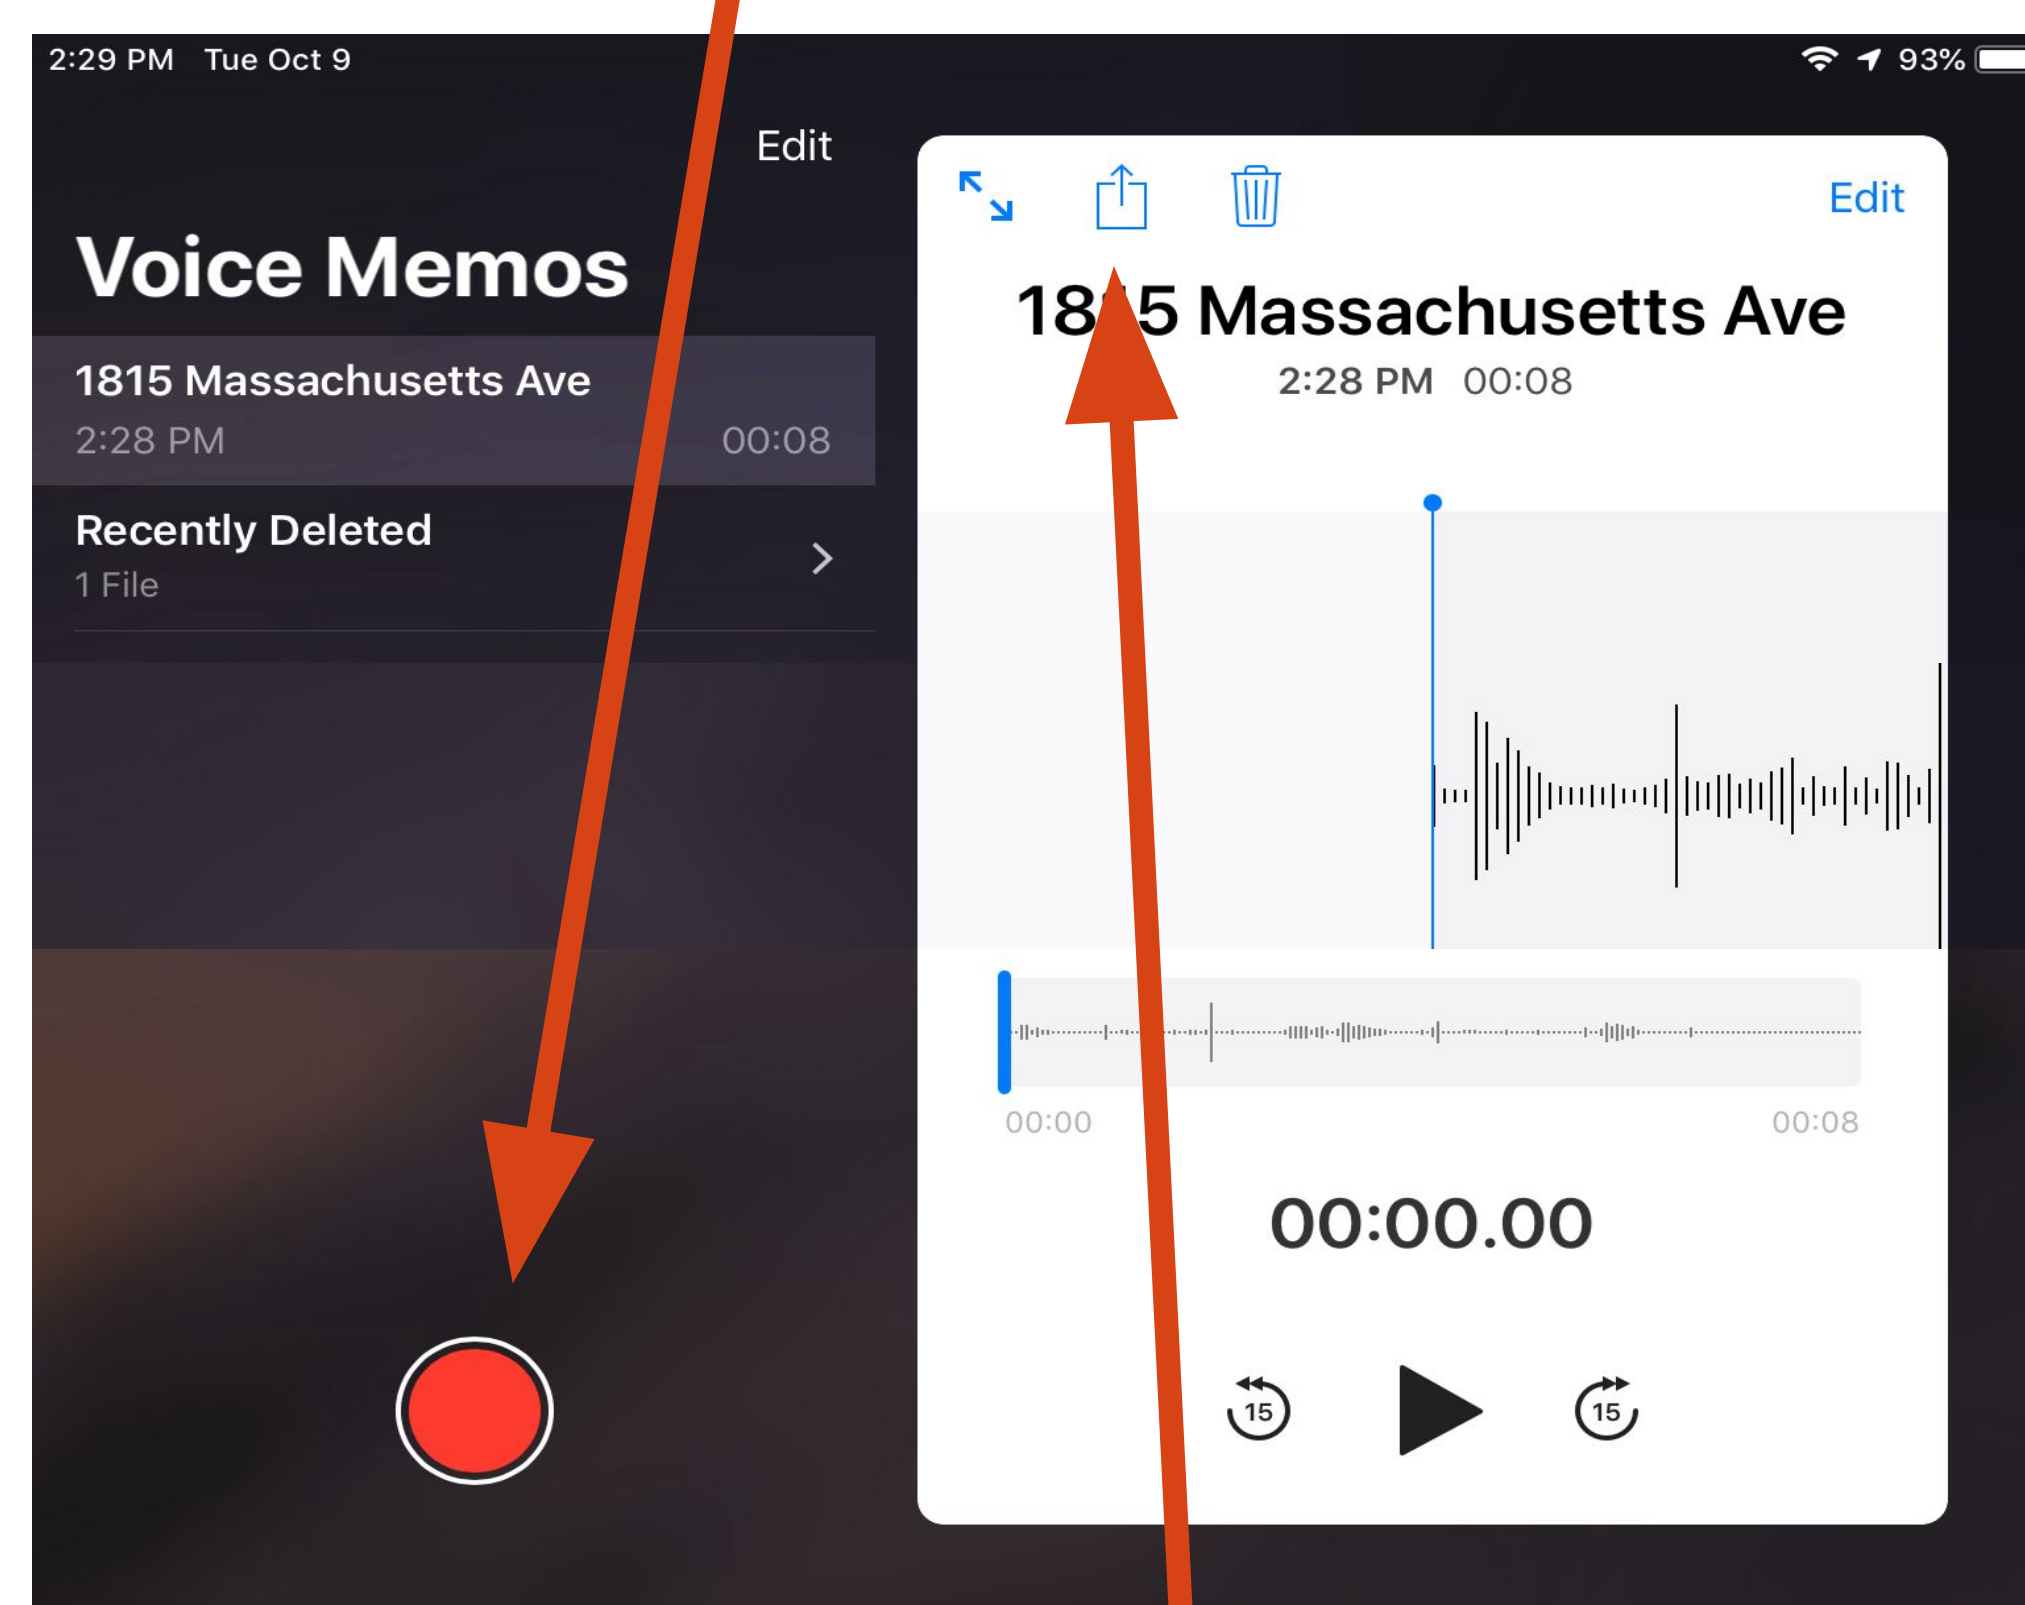 2:29 PM Tue Oct 9
93%
Edit
Voice Memos
1815 Massachusetts Ave
2:28 PM 00:08
Recently Deleted
1 File
Edit
1815 Massachusetts Ave
2:28 PM 00:08
00:00 00:08
00:00.00
15 15